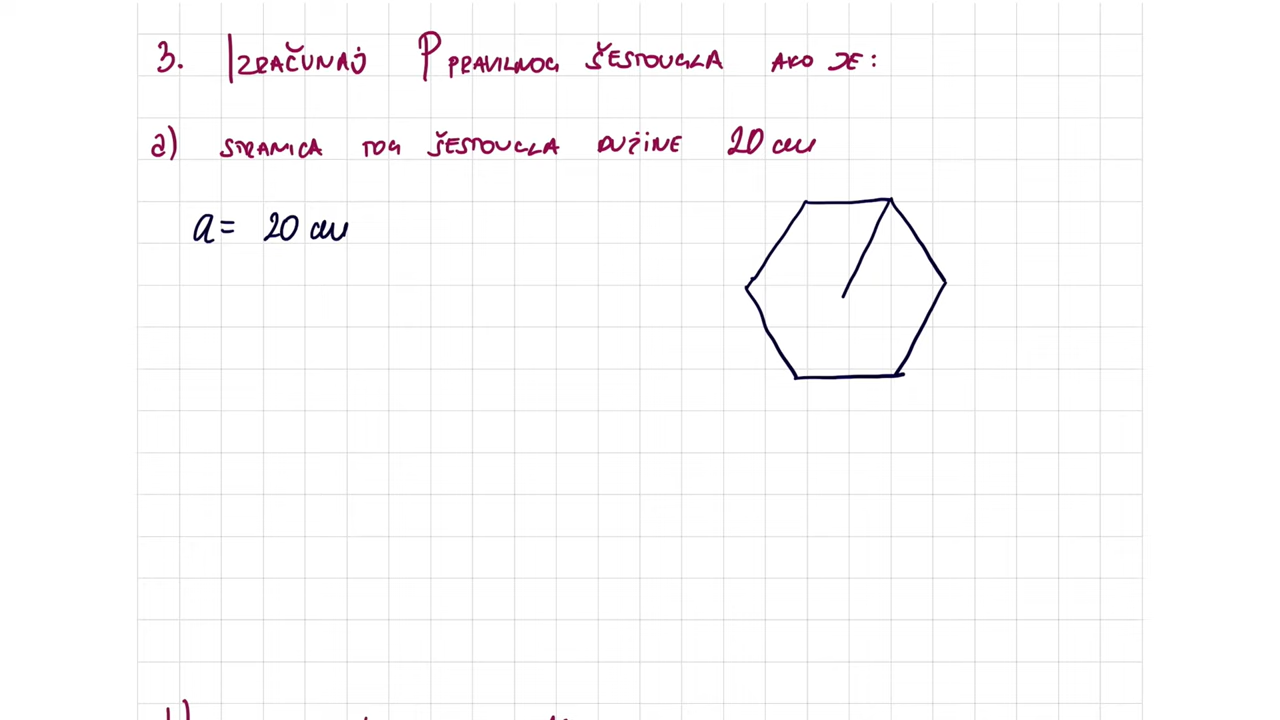 3. IZRAČUNAJ P PRAVILNOG ŠESTOUGLA AKO JE:
a) STRANICA TOG ŠESTOUGLA DUŽINE 20 cm
a = 20 cm